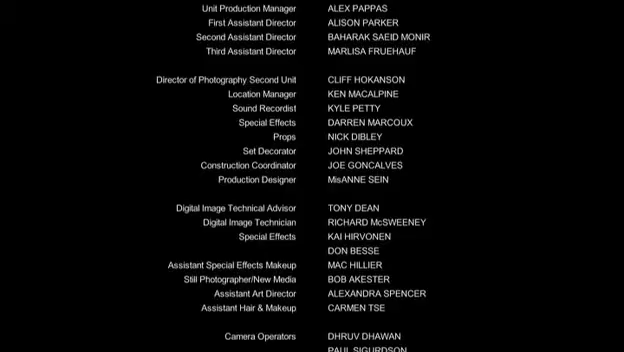 Unit Production Manager ALEX PAPPAS
First Assistant Director ALISON PARKER
Second Assistant Director BAHARAK SAEID MONIR
Third Assistant Director MARLISA FRUEHAUF
Director of Photography Second Unit CLIFF HOKANSON
Location Manager KEN MACALPINE
Sound Recordist KYLE PETTY
Special Effects DARREN MARCOUX
Props NICK DIBLEY
Set Decorator JOHN SHEPPARD
Construction Coordinator JOE GONCALVES
Production Designer MisANNE SEIN
Digital Image Technical Advisor TONY DEAN
Digital Image Technician RICHARD McSWEENEY
Special Effects KAI HIRVONEN
DON BESSE
Assistant Special Effects Makeup MAC HILLIER
Still Photographer/New Media BOB AKESTER
Assistant Art Director ALEXANDRA SPENCER
Assistant Hair & Makeup CARMEN TSE
Camera Operators DHRUV DHAWAN
PAUL SIGURDSON